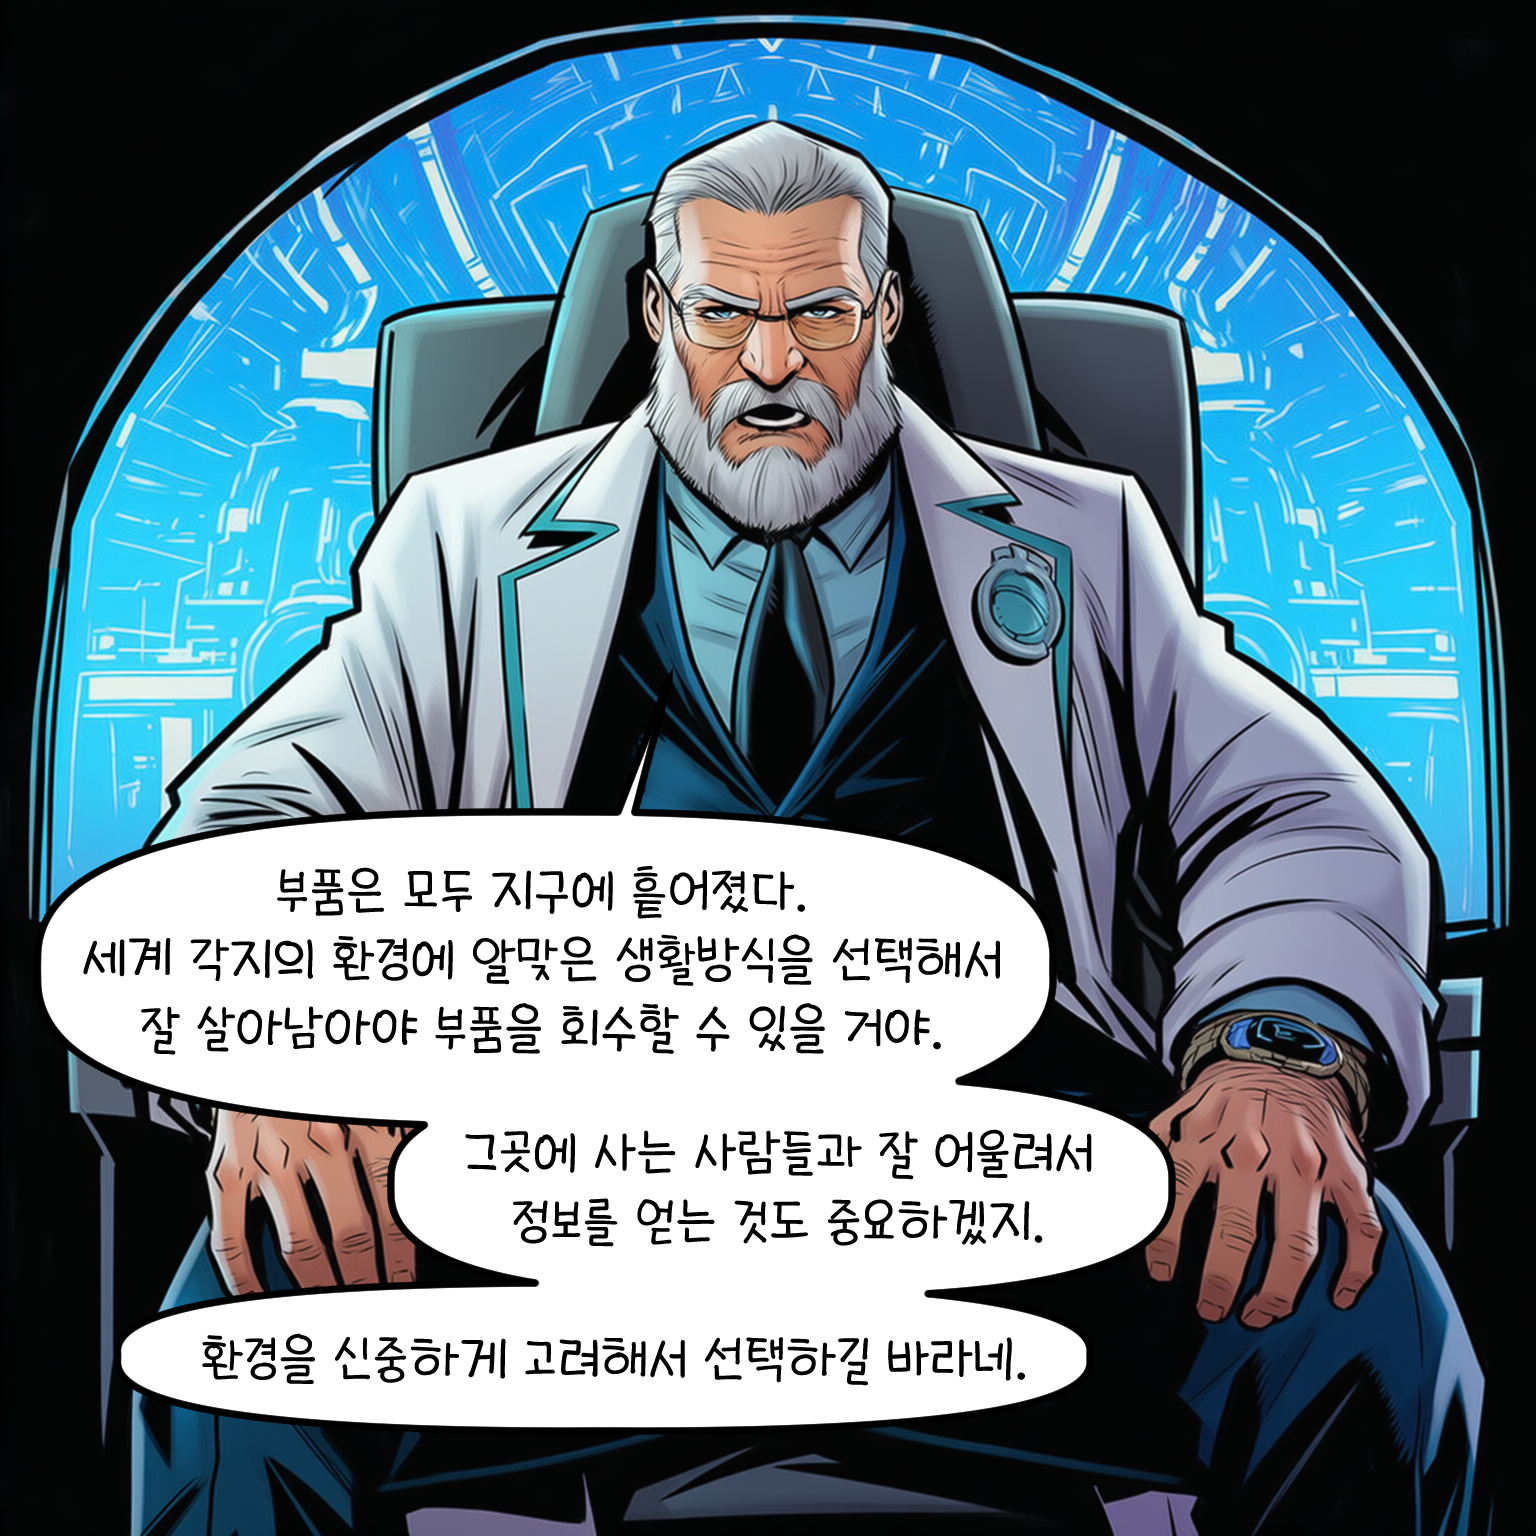 부품은 모두 지구에 흩어졌다.
세계 각지의 환경에 알맞은 생활방식을 선택해서
잘 살아남아야 부품을 회수할 수 있을 거야.
그곳에 사는 사람들과 잘 어울려서
정보를 얻는 것도 중요하겠지.
환경을 신중하게 고려해서 선택하길 바라네.